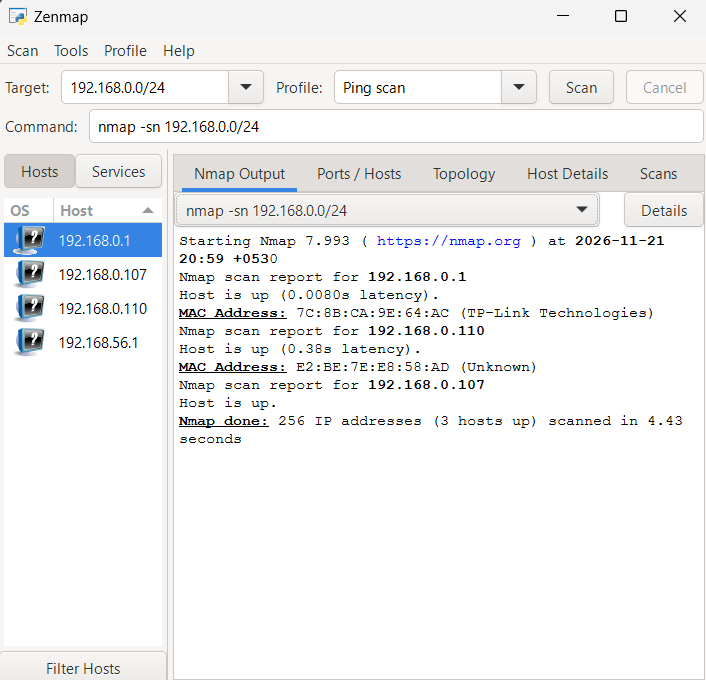 Zenmap
Scan Tools Profile Help
Target: 192.168.0.0/24 Profile: Ping scan Scan Cancel
Command: nmap -sn 192.168.0.0/24
Hosts Services
OS Host
192.168.0.1
192.168.0.107
192.168.0.110
192.168.56.1
Filter Hosts
Nmap Output Ports / Hosts Topology Host Details Scans
nmap -sn 192.168.0.0/24 Details
Starting Nmap 7.993 ( https://nmap.org ) at 2026-11-21
20:59 +0530
Nmap scan report for 192.168.0.1
Host is up (0.0080s latency).
MAC Address: 7C:8B:CA:9E:64:AC (TP-Link Technologies)
Nmap scan report for 192.168.0.110
Host is up (0.38s latency).
MAC Address: E2:BE:7E:E8:58:AD (Unknown)
Nmap scan report for 192.168.0.107
Host is up.
Nmap done: 256 IP addresses (3 hosts up) scanned in 4.43
seconds